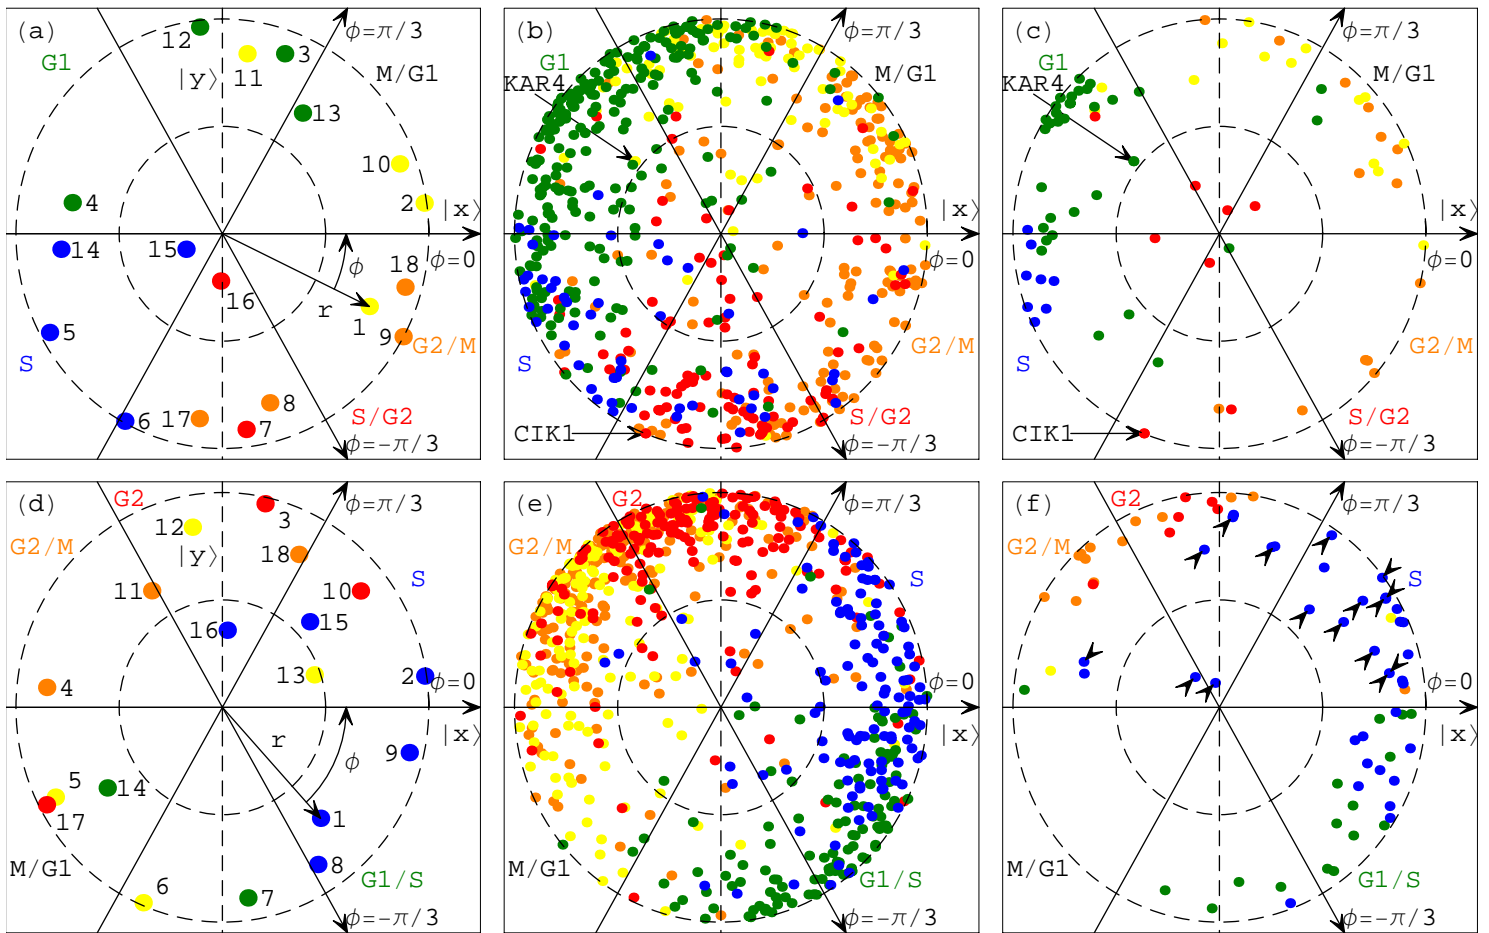 (a)
12
3
ϕ=π/3
G1
|y⟩
11
M/G1
13
10
4
2
|x⟩
14
15
ϕ
ϕ=0
18
16
r
1
5
9
G2/M
S
8
6
17
7
S/G2
ϕ=−π/3
(b)
ϕ=π/3
G1
M/G1
KAR4
|x⟩
ϕ=0
G2/M
S
S/G2
CIK1
ϕ=−π/3
(c)
ϕ=π/3
G1
M/G1
KAR4
|x⟩
ϕ=0
G2/M
S
S/G2
CIK1
ϕ=−π/3
(d)
G2
3
ϕ=π/3
12
G2/M
|y⟩
18
S
11
10
16
15
13
4
2
ϕ=0
|x⟩
r
9
ϕ
5
14
17
1
M/G1
8
G1/S
6
7
ϕ=−π/3
(e)
G2
ϕ=π/3
G2/M
S
ϕ=0
|x⟩
M/G1
G1/S
ϕ=−π/3
(f)
G2
ϕ=π/3
G2/M
S
ϕ=0
|x⟩
M/G1
G1/S
ϕ=−π/3